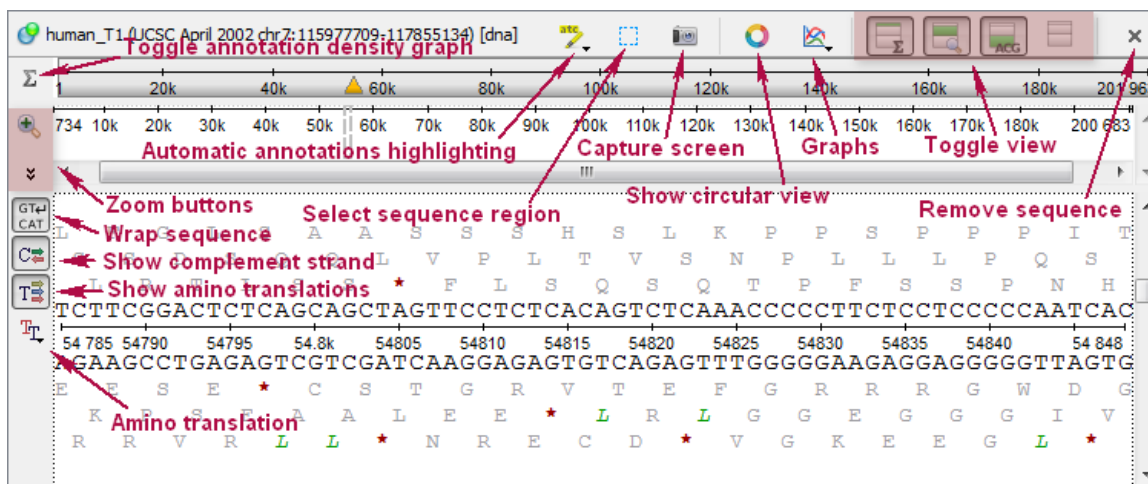 human_T1 (UCSC April 2002 chr7:115977709-117855134) [dna]
Toggle annotation density graph
Σ
1 20k 40k 60k 80k 100k 120k 140k 160k 180k 201 96
734 10k 20k 30k 40k 50k 60k 70k 80k 90k 100k 110k 120k 130k 140k 150k 160k 170k 180k 200 683
Automatic annotations highlighting
Capture screen
Graphs
Toggle view
Zoom buttons
Select sequence region
Show circular view
Remove sequence
GT
CAT
Wrap sequence
L G L S A A S S S H S L K P P S P P P I T
Show complement strand
L V P L T V S N P L L L P Q S
Show amino translations
* F L S Q S Q T P F S S P N H
TCTTCGGACTCTCAGCAGCTAGTTCCTCTCACAGTCTCAAACCCCCTTCTCCTCCCCCAATCAC
54 785 54790 54795 54.8k 54805 54810 54815 54820 54825 54830 54835 54840 54 848
AGAAGCCTGAGAGTCGTCGATCAAGGAGAGTGTCAGAGTTTGGGGGAAGAGGAGGGGGTTAGTG
E E S E * C S T G R V T E F G R R R G W D G
K P S E A A L E E * L R L G G E G G G I V
Amino translation
R R V R L L * N R E C D * V G K E E G L *